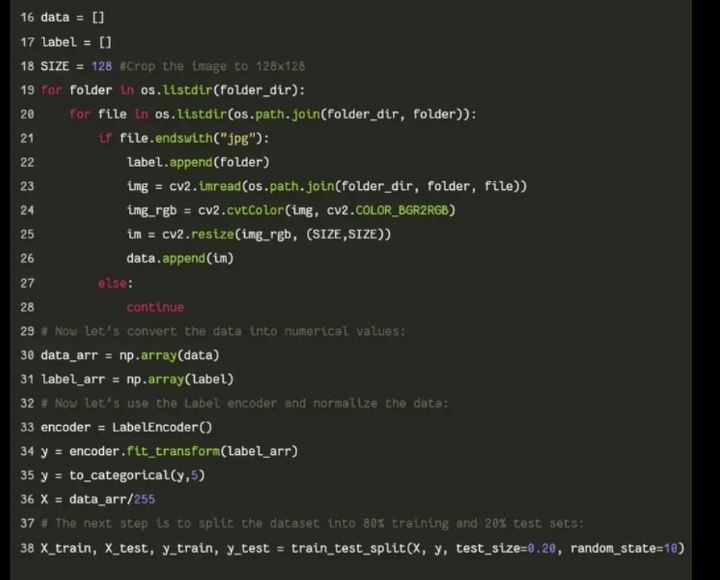 16 data = []
17 label = []
18 SIZE = 128 #Crop the image to 128x128
19 for folder in os.listdir(folder_dir):
20 for file in os.listdir(os.path.join(folder_dir, folder)):
21 if file.endswith("jpg"):
22 label.append(folder)
23 img = cv2.imread(os.path.join(folder_dir, folder, file))
24 img_rgb = cv2.cvtColor(img, cv2.COLOR_BGR2RGB)
25 im = cv2.resize(img_rgb, (SIZE,SIZE))
26 data.append(im)
27 else:
28 continue
29 # Now let's convert the data into numerical values:
30 data_arr = np.array(data)
31 label_arr = np.array(label)
32 # Now let's use the Label encoder and normalize the data:
33 encoder = LabelEncoder()
34 y = encoder.fit_transform(label_arr)
35 y = to_categorical(y,5)
36 X = data_arr/255
37 # The next step is to split the dataset into 80% training and 20% test sets:
38 X_train, X_test, y_train, y_test = train_test_split(X, y, test_size=0.20, random_state=10)